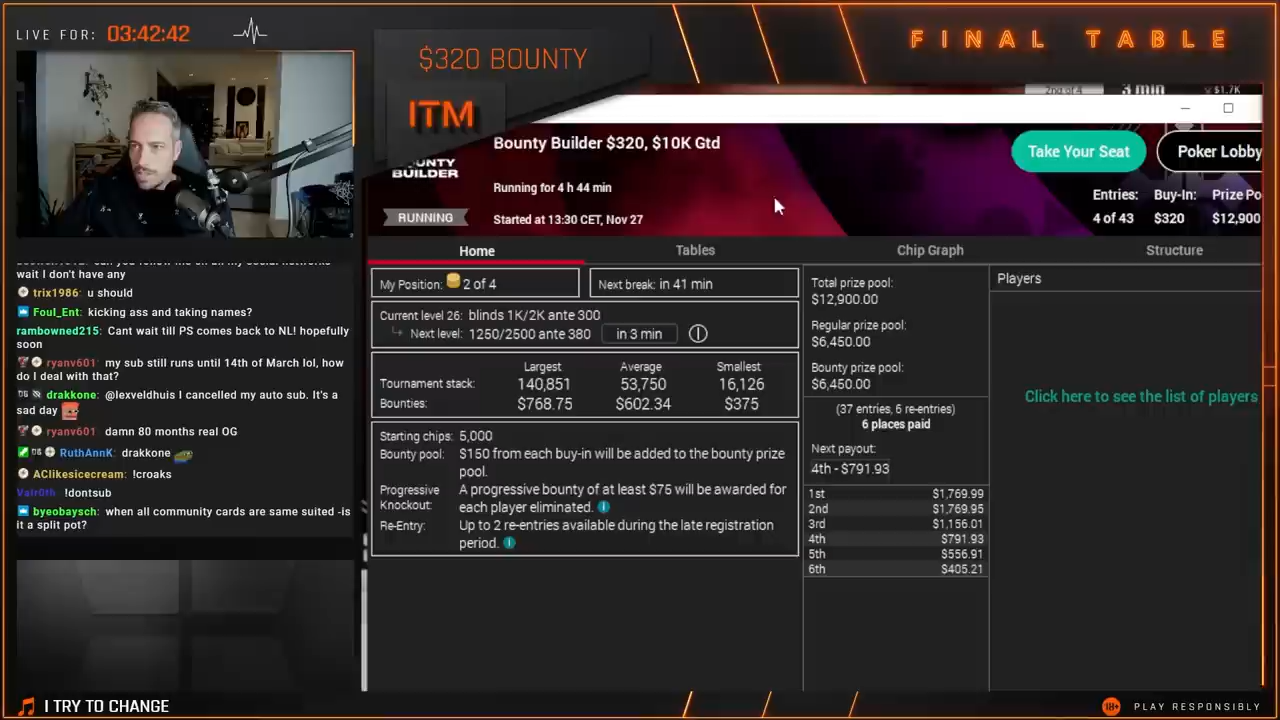 LIVE FOR: 03:42:42
$320 BOUNTY
ITM
FINAL TABLE
2nd of 4
3 min
$1.7K
BOUNTY
BUILDER
Bounty Builder $320, $10K Gtd
Running for 4 h 44 min
RUNNING
Started at 13:30 CET, Nov 27
Take Your Seat
Poker Lobby
Entries: Buy-In: Prize Po
4 of 43 $320 $12,900
Home Tables Chip Graph Structure
My Position: 2 of 4
Next break: in 41 min
Current level 26: blinds 1K/2K ante 300
Next level: 1250/2500 ante 380 in 3 min
Largest Average Smallest
Tournament stack: 140,851 53,750 16,126
Bounties: $768.75 $602.34 $375
Starting chips: 5,000
Bounty pool: $150 from each buy-in will be added to the bounty prize
pool.
Progressive A progressive bounty of at least $75 will be awarded for
Knockout: each player eliminated.
Re-Entry: Up to 2 re-entries available during the late registration
period.
Total prize pool:
$12,900.00
Regular prize pool:
$6,450.00
Bounty prize pool:
$6,450.00
(37 entries, 6 re-entries)
6 places paid
Next payout:
4th - $791.93
1st $1,769.99
2nd $1,769.95
3rd $1,156.01
4th $791.93
5th $556.91
6th $405.21
Players
Click here to see the list of players
wait I don't have any
trix1986: u should
Foul_Ent: kicking ass and taking names?
rambowned215: Cant wait till PS comes back to NL! hopefully
soon
ryanv601: my sub still runs until 14th of March lol, how
do I deal with that?
drakkone: @lexveldhuis I cancelled my auto sub. It's a
sad day
ryanv601: damn 80 months real OG
RuthAnnK: drakkone
AClikesicecream: !croaks
Valr0th: !dontsub
byeobaysch: when all community cards are same suited -is
it a split pot?
I TRY TO CHANGE
18+ PLAY RESPONSIBLY